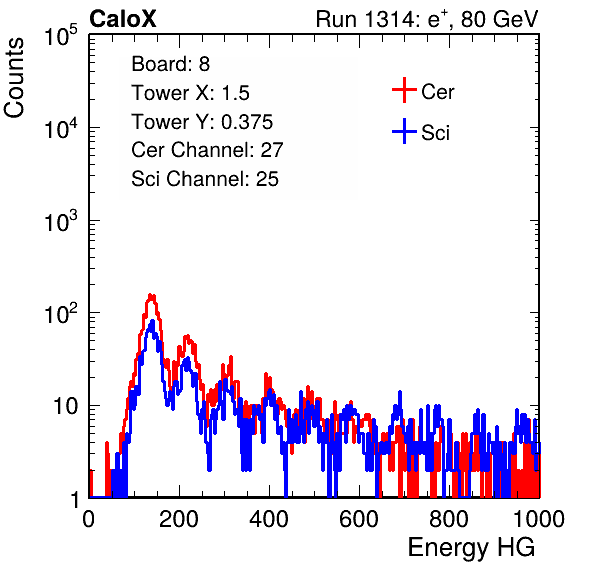 CaloX Run 1314: e⁺, 80 GeV
Counts
10⁵
10⁴
10³
10²
10
1
Board: 8
Tower X: 1.5
Tower Y: 0.375
Cer Channel: 27
Sci Channel: 25
Cer
Sci
0 200 400 600 800 1000
Energy HG